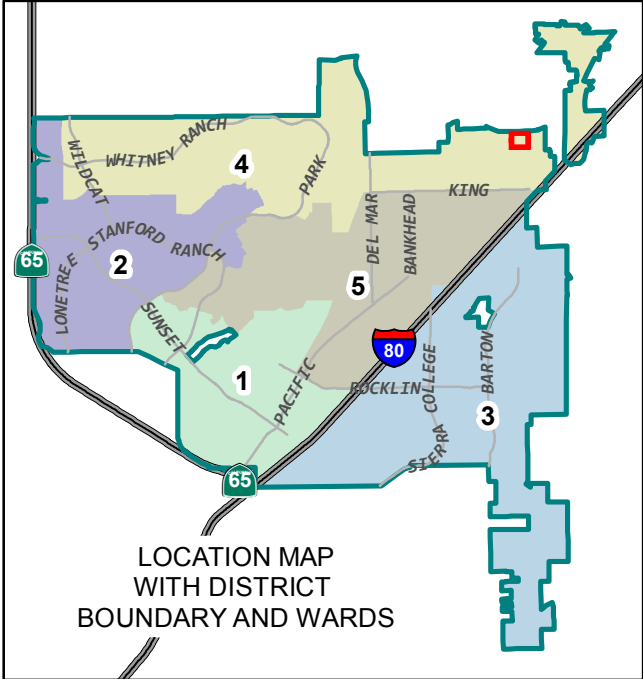 WHITNEY RANCH
WILDCAT
4
PARK
KING
DEL MAR
BANKHEAD
STANFORD RANCH
65
LONETREE
2
SUNSET
5
80
1
PACIFIC
ROCKLIN
SIERRA COLLEGE
BARTON
3
65
LOCATION MAP
WITH DISTRICT
BOUNDARY AND WARDS